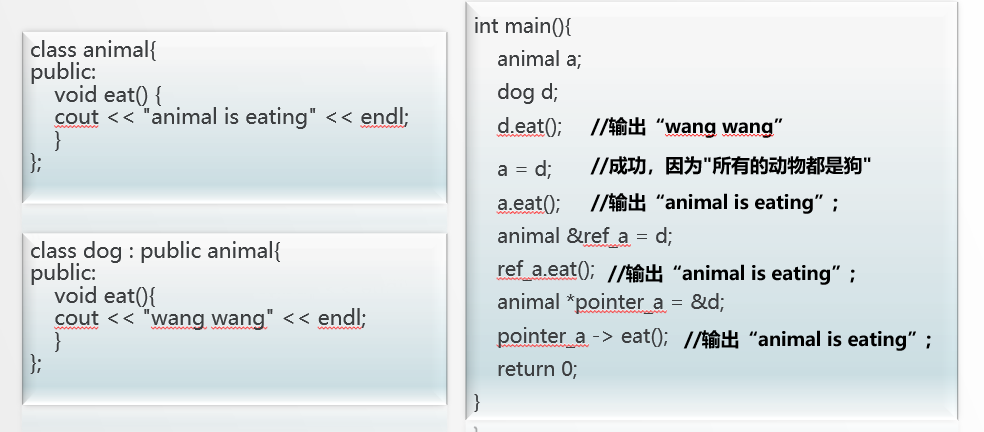 class animal{
public:
void eat() {
cout << "animal is eating" << endl;
}
};
class dog : public animal{
public:
void eat(){
cout << "wang wang" << endl;
}
};
int main(){
animal a;
dog d;
d.eat(); //输出“wang wang”
a = d; //成功，因为"所有的动物都是狗"
a.eat(); //输出“animal is eating”;
animal &ref_a = d;
ref_a.eat(); //输出“animal is eating”;
animal *pointer_a = &d;
pointer_a -> eat(); //输出“animal is eating”;
return 0;
}